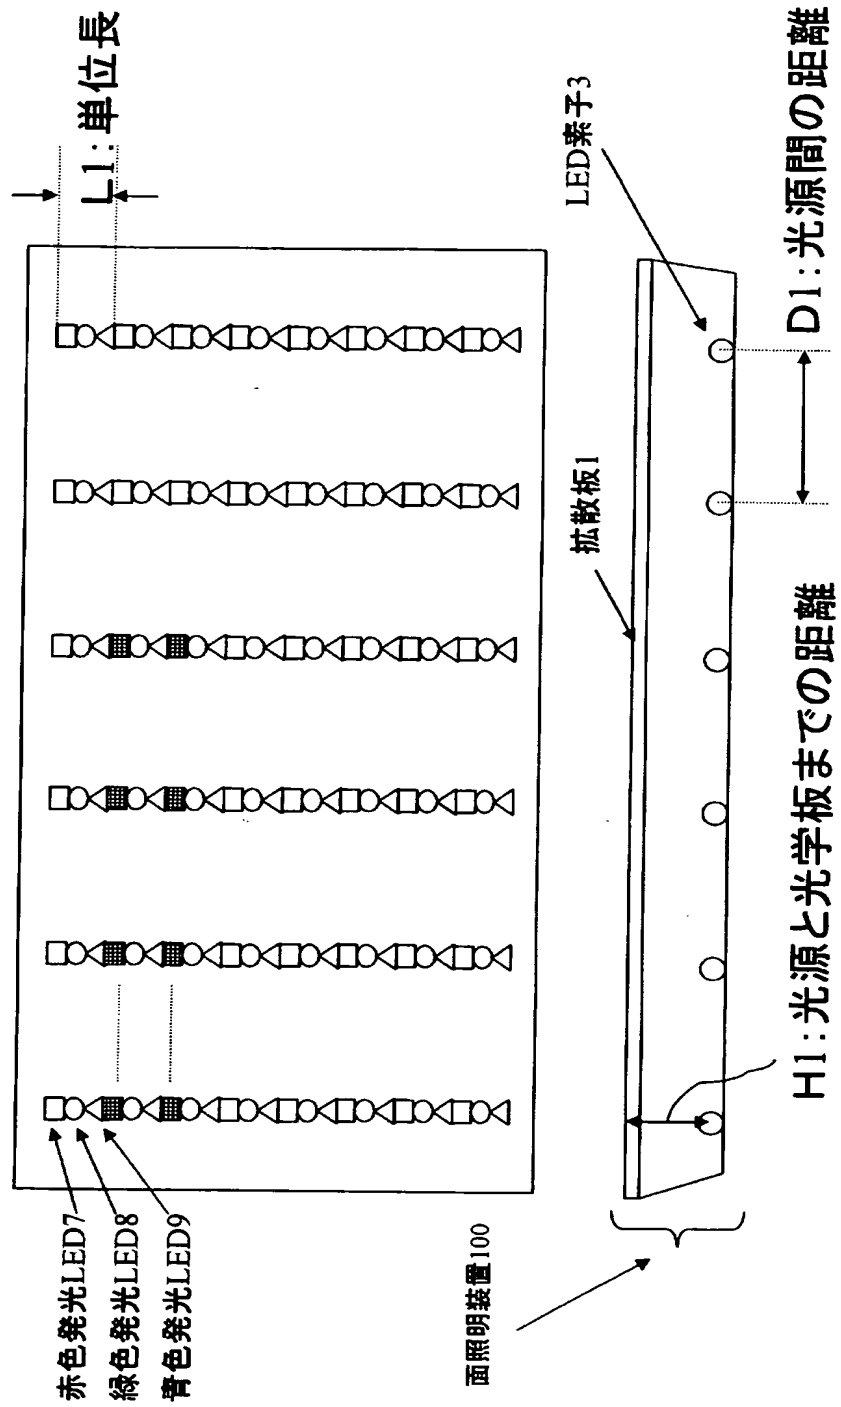 赤色発光LED7
緑色発光LED8
青色発光LED9
L1:単位長
面照明装置100
拡散板1
LED素子3
H1:光源と光学板までの距離
D1:光源間の距離